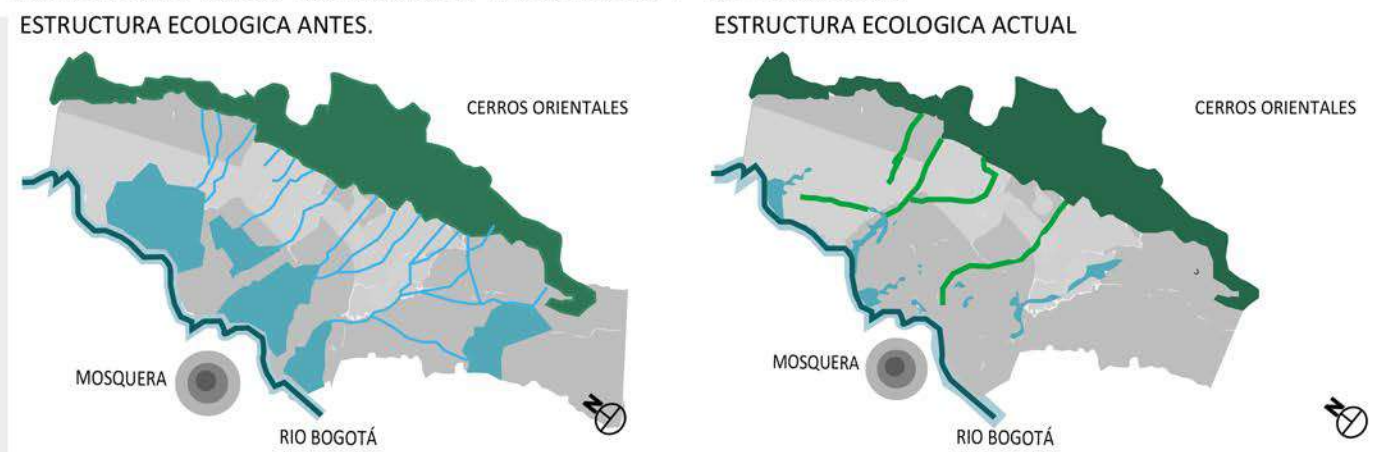 ESTRUCTURA ECOLOGICA ANTES.
CERROS ORIENTALES
MOSQUERA
RIO BOGOTÁ
N
ESTRUCTURA ECOLOGICA ACTUAL
CERROS ORIENTALES
MOSQUERA
RIO BOGOTÁ
N